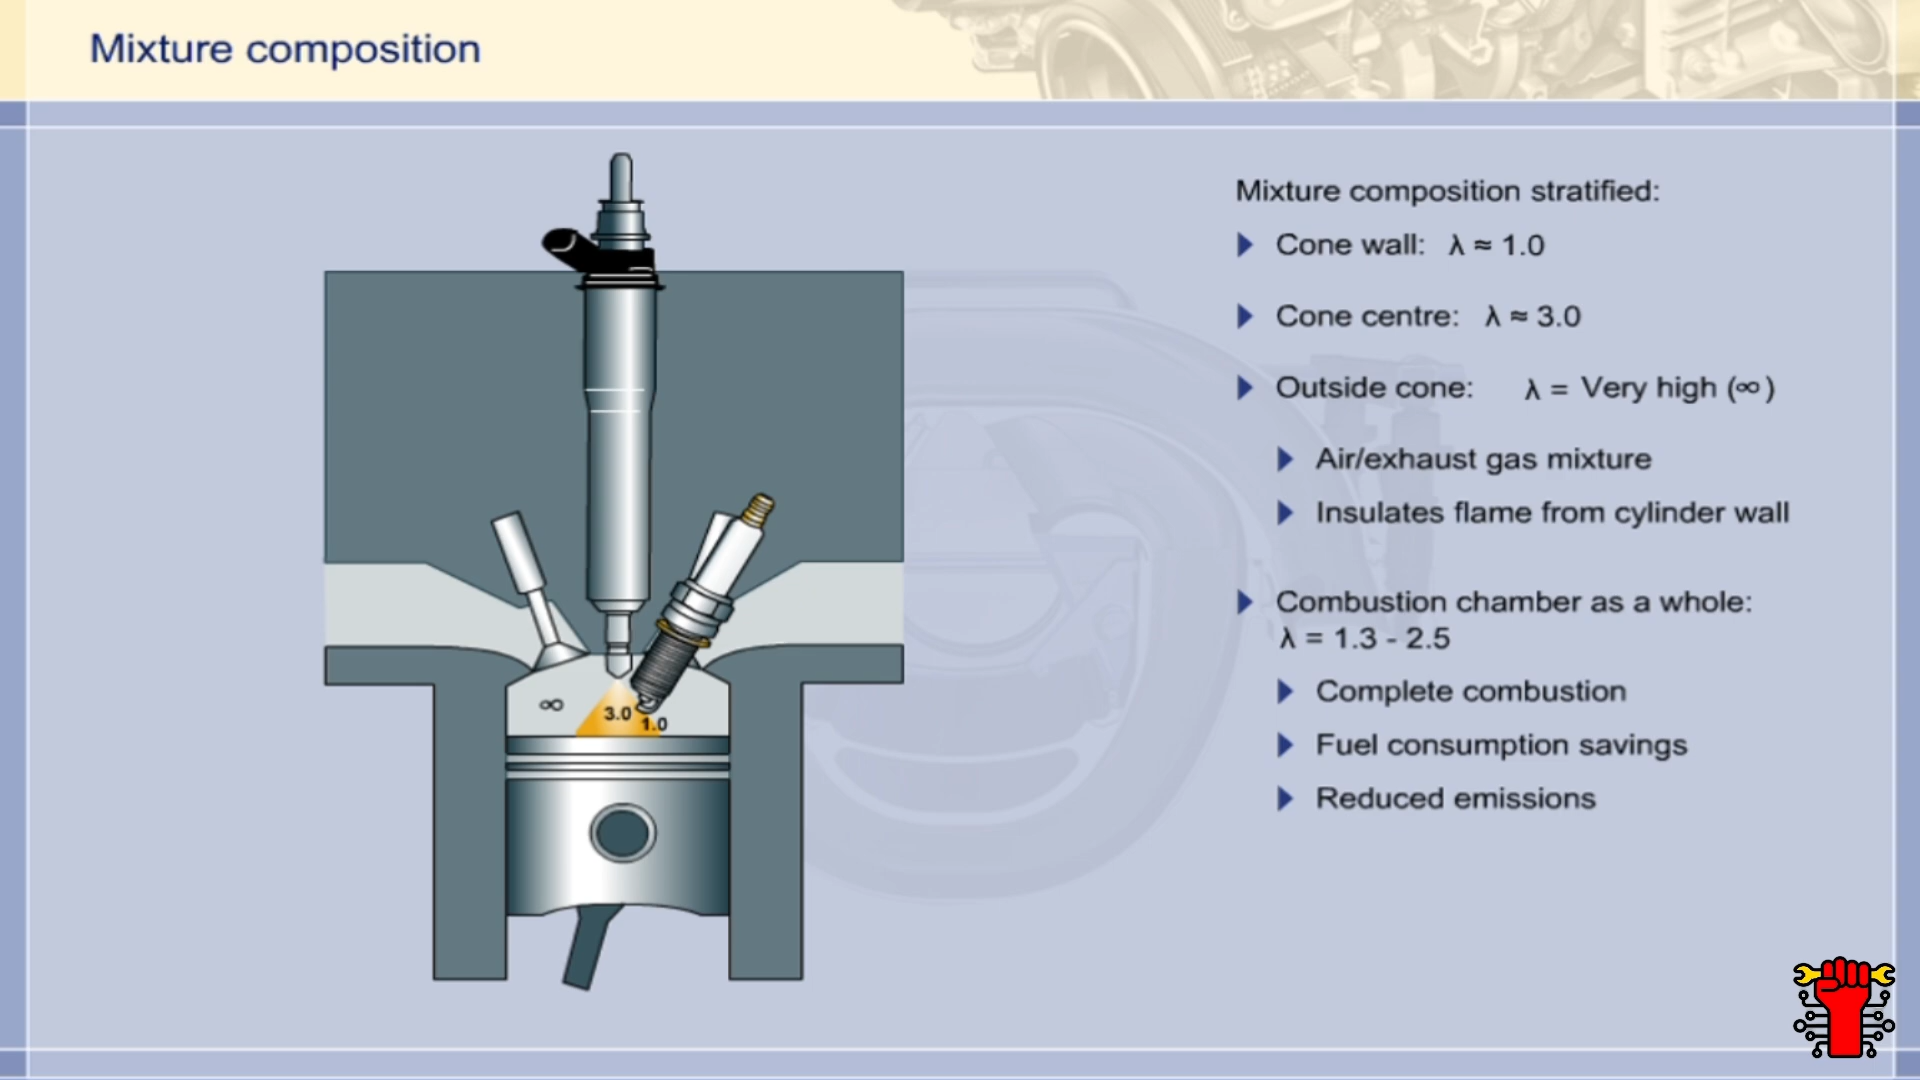 Mixture composition
Mixture composition stratified:
Cone wall: λ ≈ 1.0
Cone centre: λ ≈ 3.0
Outside cone: λ = Very high (∞)
Air/exhaust gas mixture
Insulates flame from cylinder wall
Combustion chamber as a whole:
λ = 1.3 - 2.5
Complete combustion
Fuel consumption savings
Reduced emissions
∞
3.0
1.0